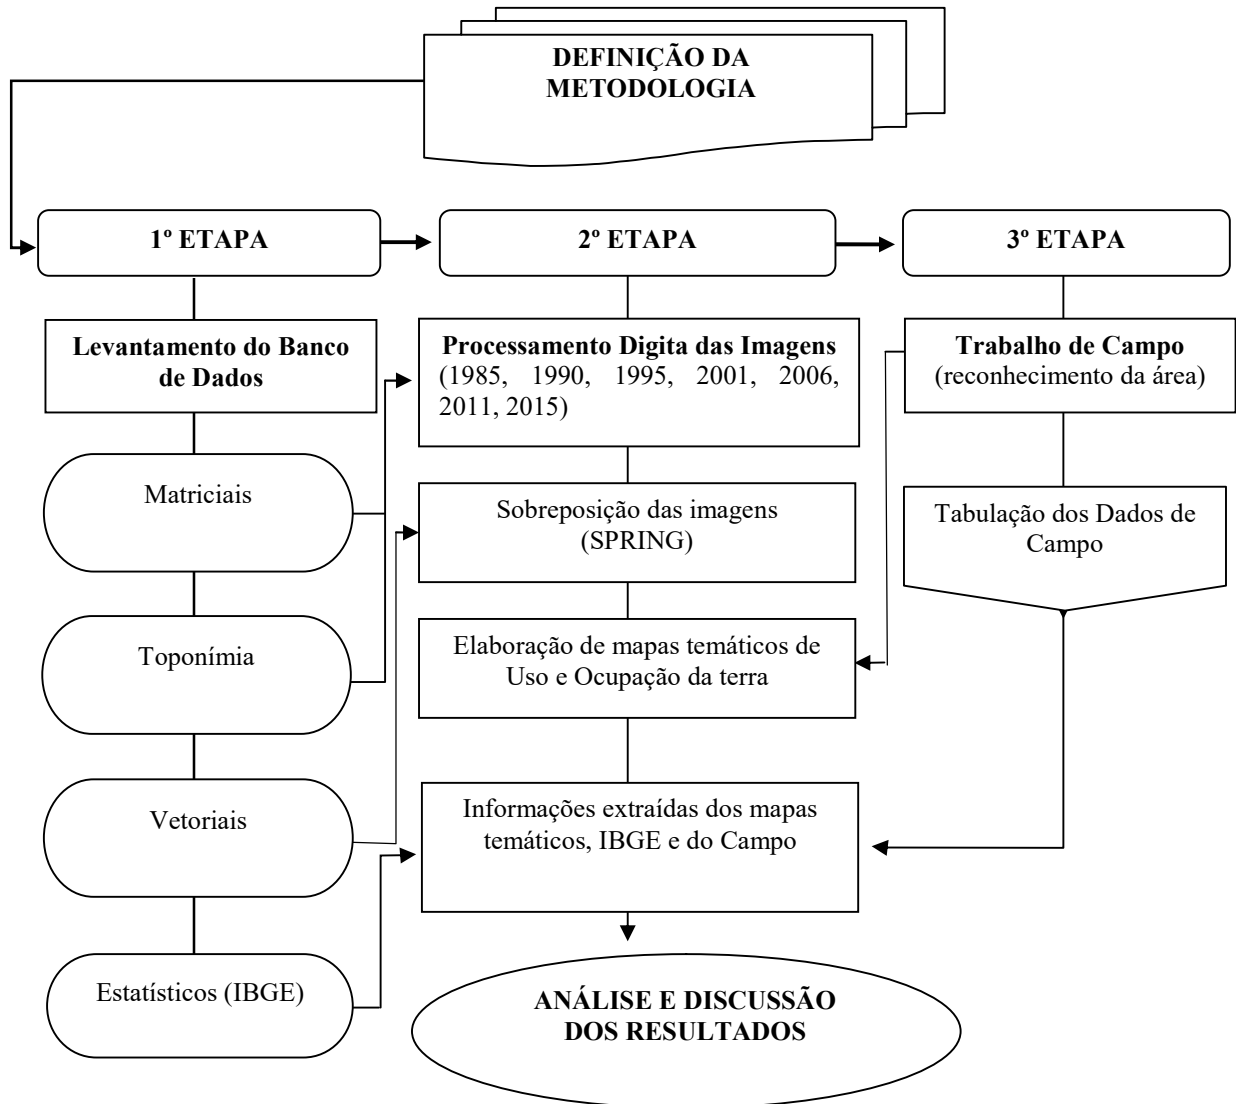 DEFINIÇÃO DA
METODOLOGIA
1º ETAPA
2º ETAPA
3º ETAPA
Levantamento do Banco
de Dados
Matriciais
Toponímia
Vetoriais
Estatísticos (IBGE)
Processamento Digita das Imagens
(1985, 1990, 1995, 2001, 2006,
2011, 2015)
Sobreposição das imagens
(SPRING)
Elaboração de mapas temáticos de
Uso e Ocupação da terra
Informações extraídas dos mapas
temáticos, IBGE e do Campo
Trabalho de Campo
(reconhecimento da área)
Tabulação dos Dados de
Campo
ANÁLISE E DISCUSSÃO
DOS RESULTADOS